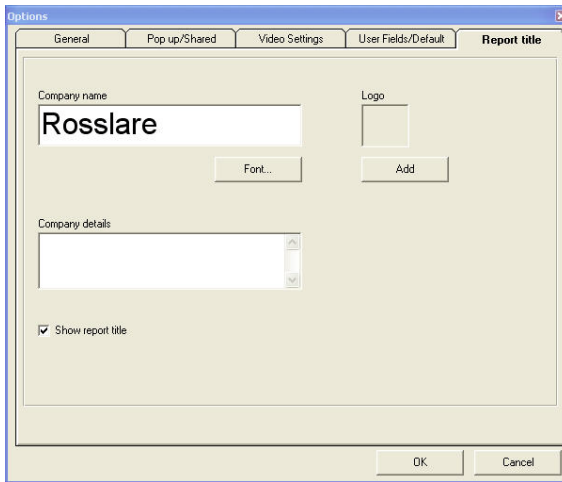 Options
General Pop up/Shared Video Settings User Fields/Default Report title
Company name Logo
Rosslare
Font... Add
Company details
Show report title
OK Cancel